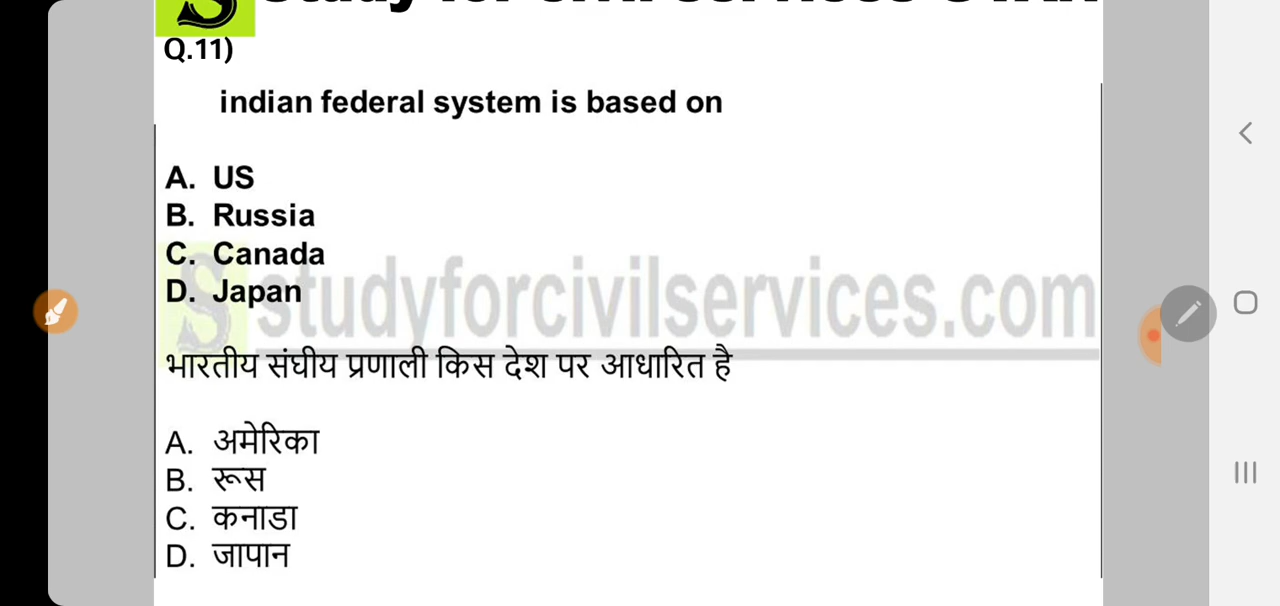 Q.11)
indian federal system is based on
A. US
B. Russia
C. Canada
D. Japan
studyforcivilservices.com
भारतीय संघीय प्रणाली किस देश पर आधारित है
A. अमेरिका
B. रूस
C. कनाडा
D. जापान